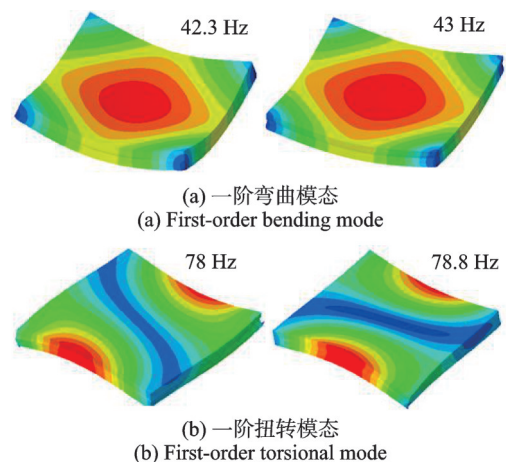 42.3 Hz
43 Hz
(a) 一阶弯曲模态
(a) First-order bending mode
78 Hz
78.8 Hz
(b) 一阶扭转模态
(b) First-order torsional mode